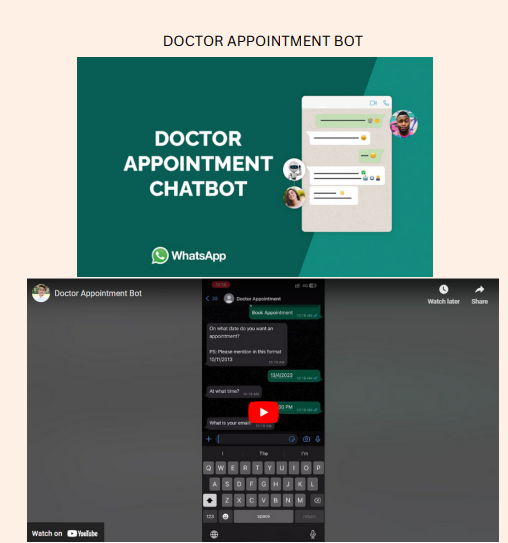 DOCTOR APPOINTMENT BOT
DOCTOR
APPOINTMENT
CHATBOT
WhatsApp
Doctor Appointment Bot
Watch later
Share
Doctor Appointment
Book Appointment
On what date do you want an
appointment?
PS: Please mention in this format
10/11/2013
13/4/2023
At what time?
PM
What is your email
I
The
I'm
Q W E R T Y U I O P
A S D F G H J K L
Z X C V B N M
123
space
return
Watch on YouTube